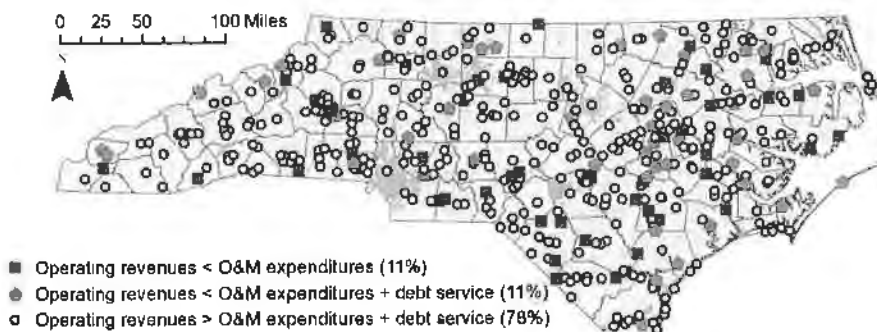 0 25 50 100 Miles
N
Operating revenues < O&M expenditures (11%)
Operating revenues < O&M expenditures + debt service (11%)
Operating revenues > O&M expenditures + debt service (78%)